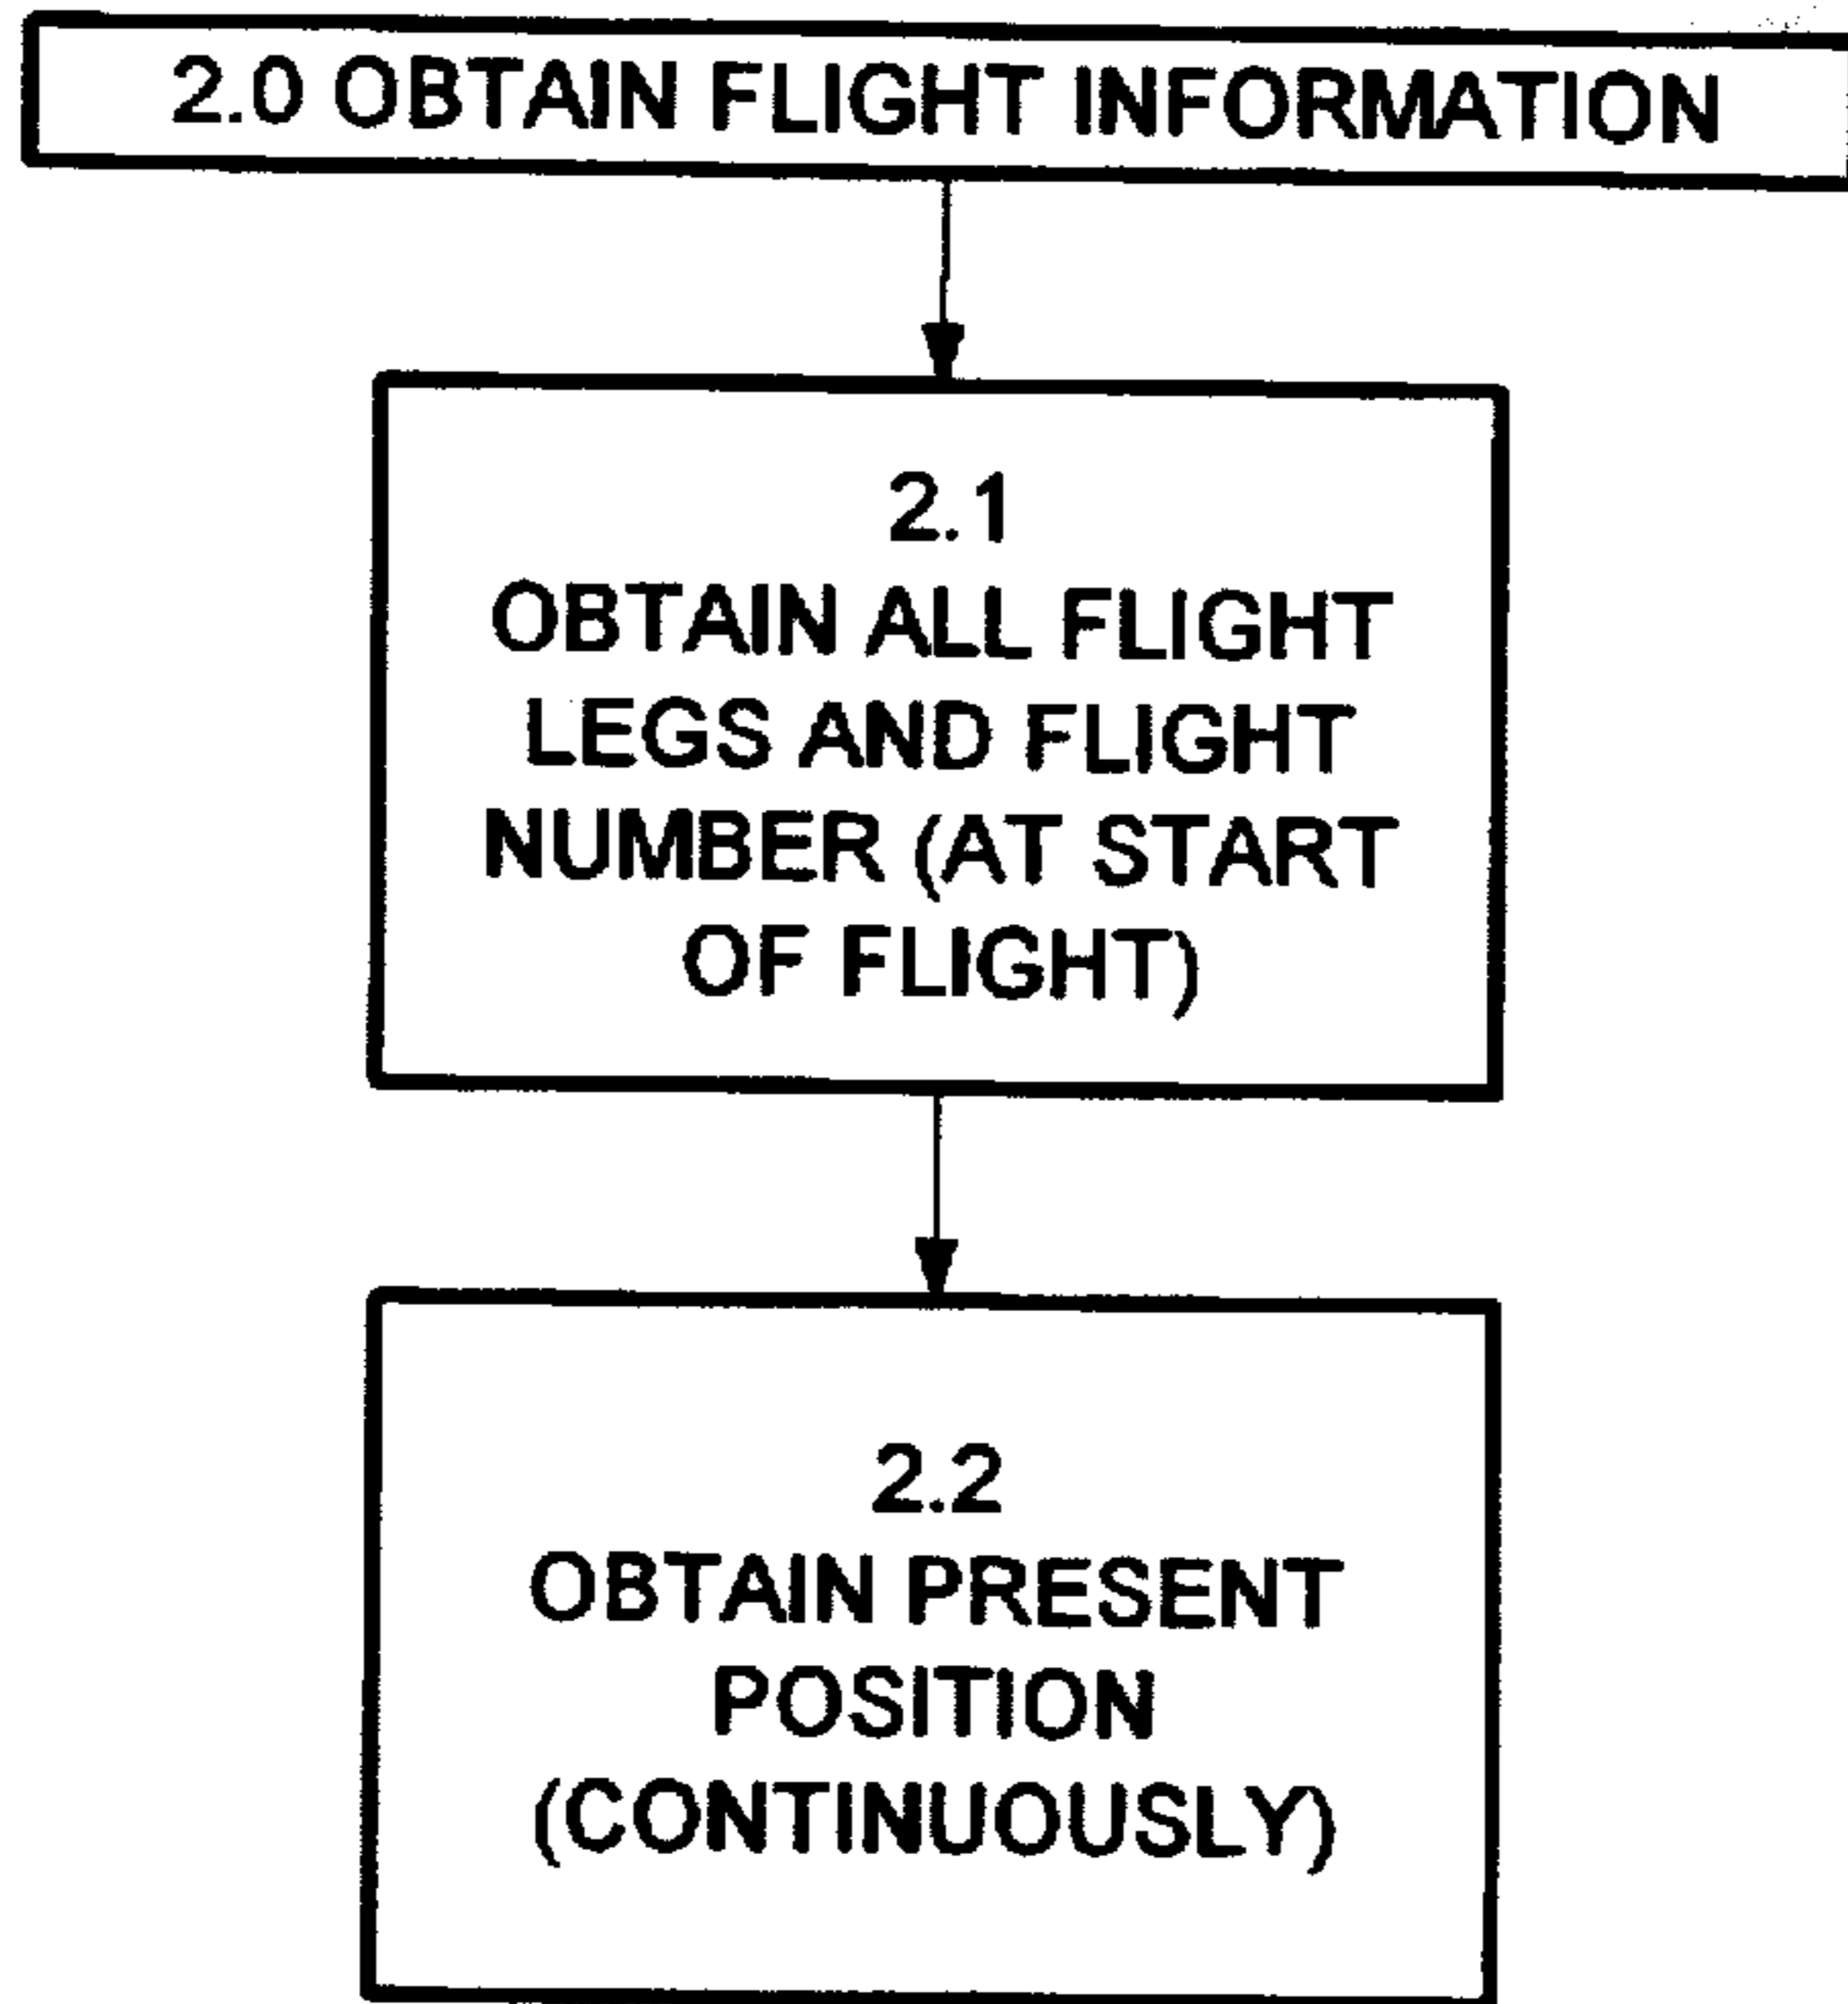 2.0 OBTAIN FLIGHT INFORMATION
2.1
OBTAIN ALL FLIGHT
LEGS AND FLIGHT
NUMBER (AT START
OF FLIGHT)
2.2
OBTAIN PRESENT
POSITION
(CONTINUOUSLY)